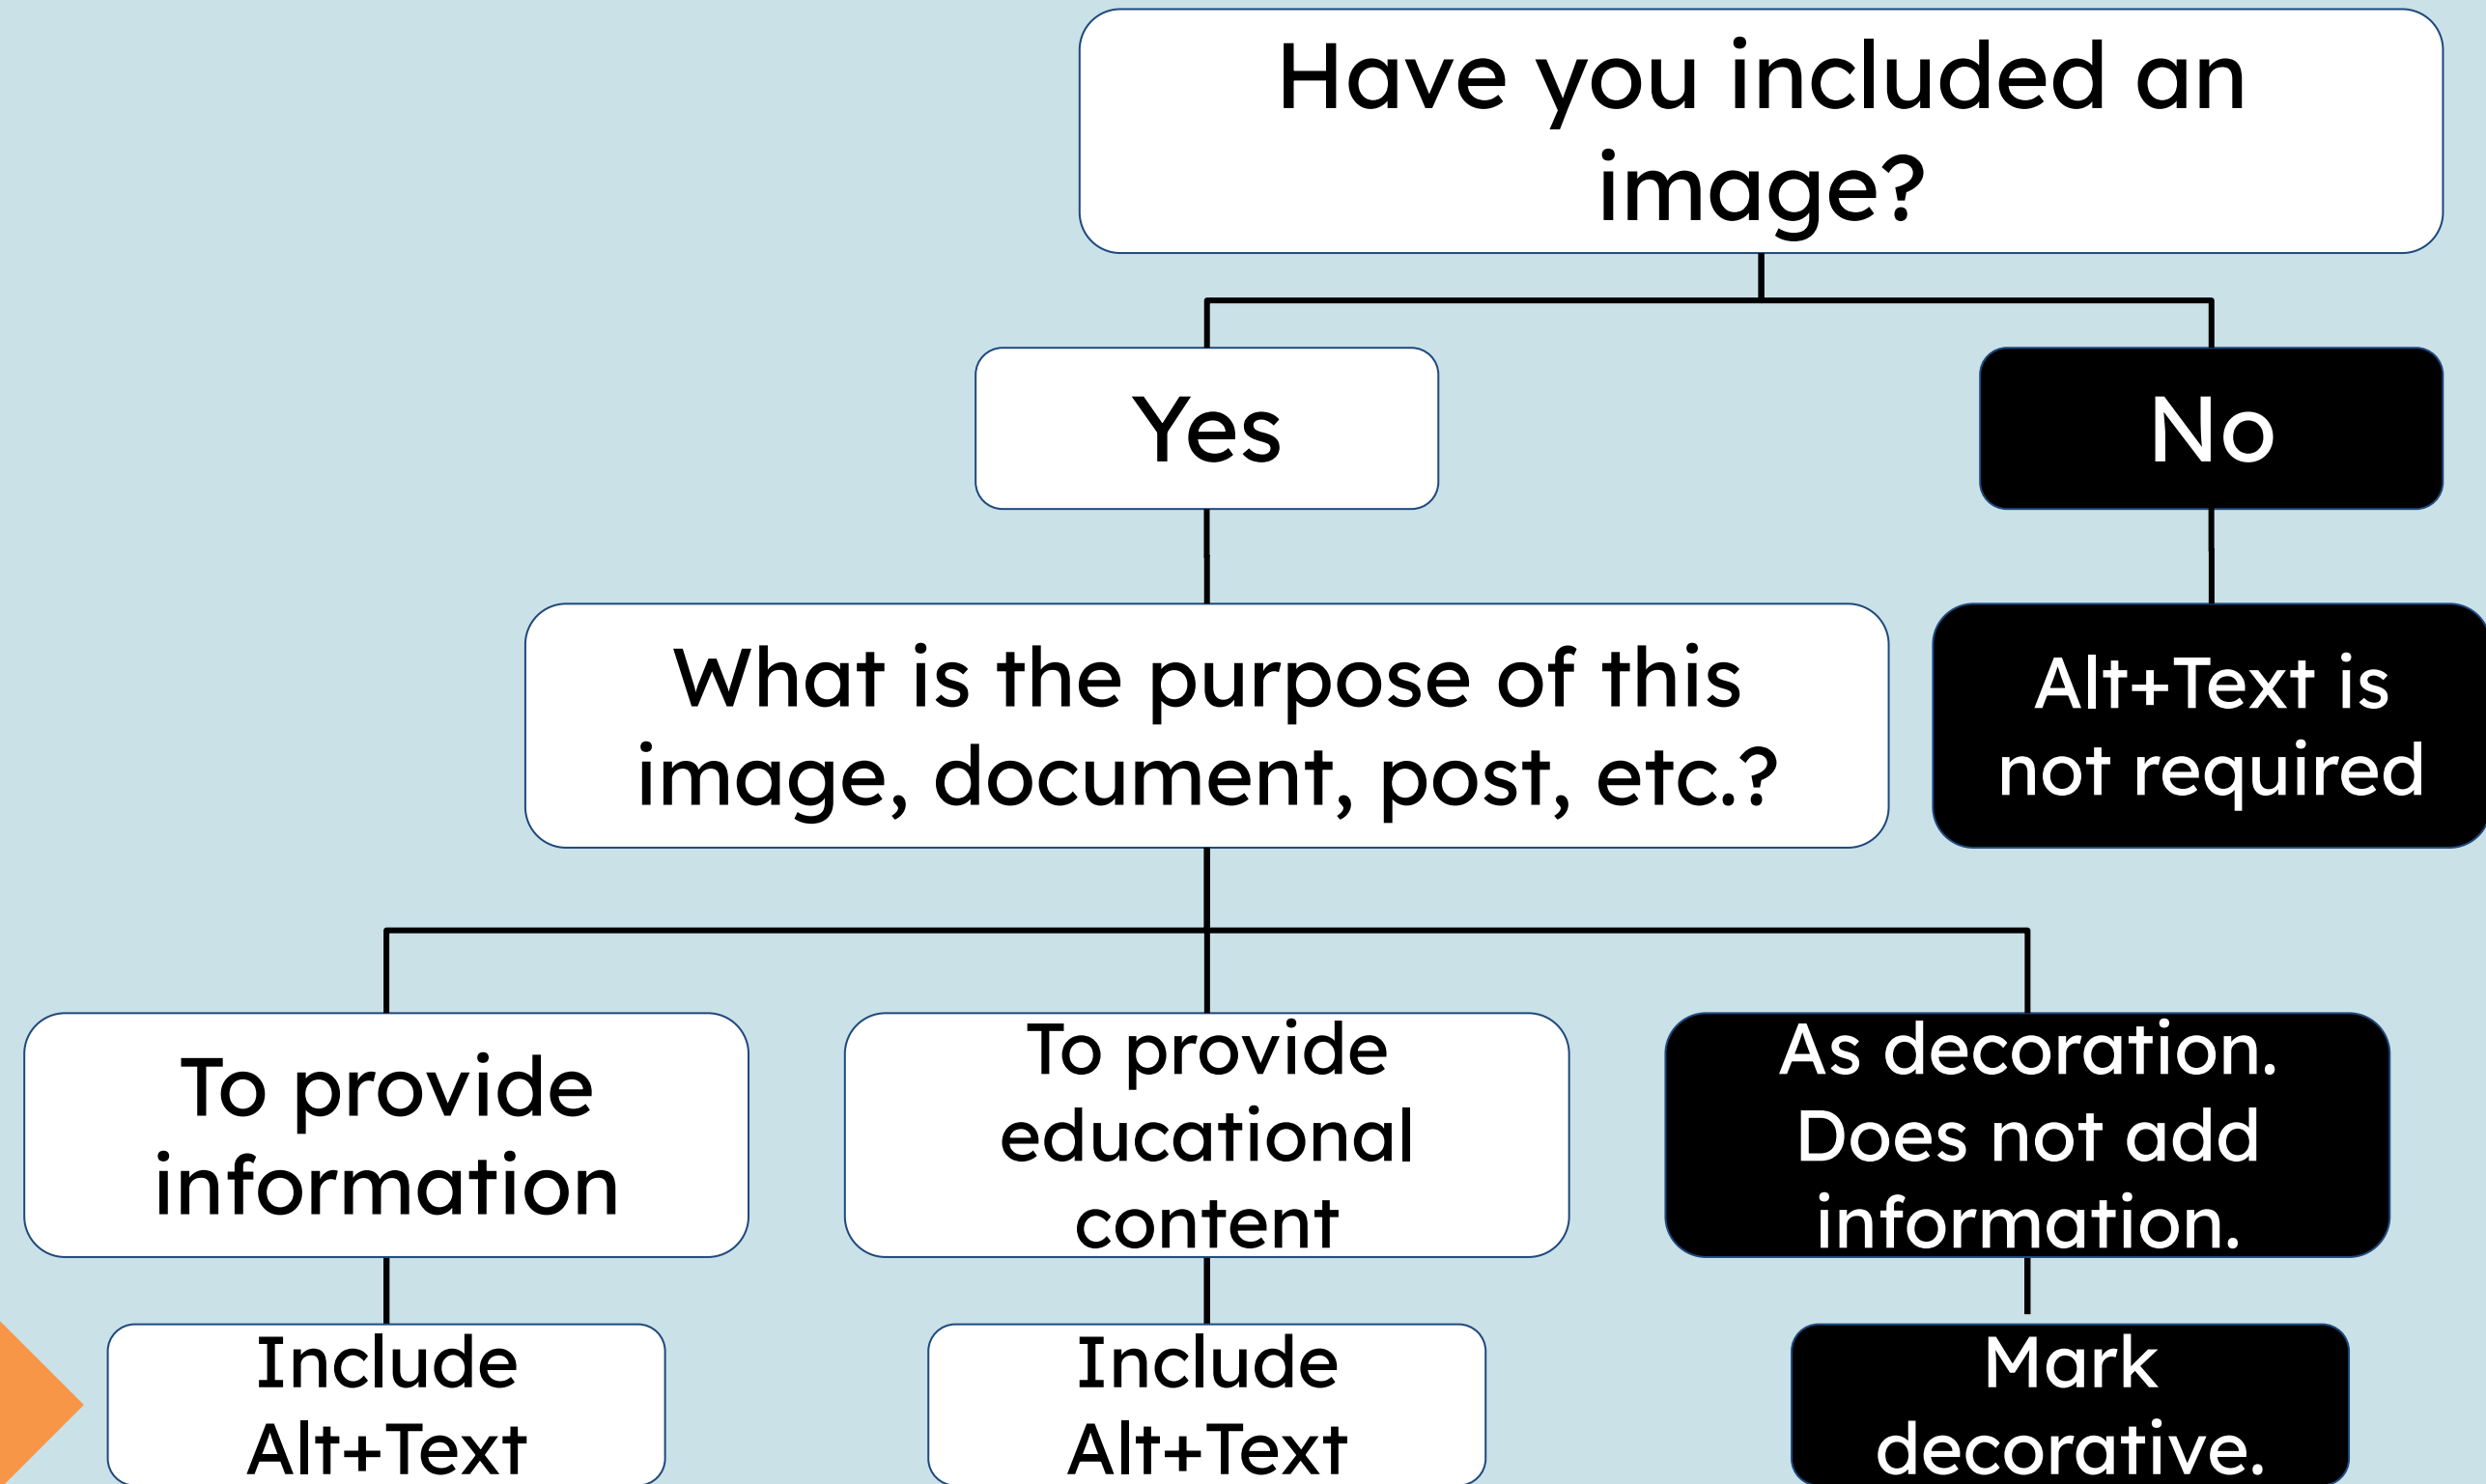 Have you included an
image?
Yes
No
What is the purpose of this
image, document, post, etc.?
Alt+Text is
not required
To provide
information
To provide
educational
content
As decoration.
Does not add
information.
Include
Alt+Text
Include
Alt+Text
Mark
decorative.